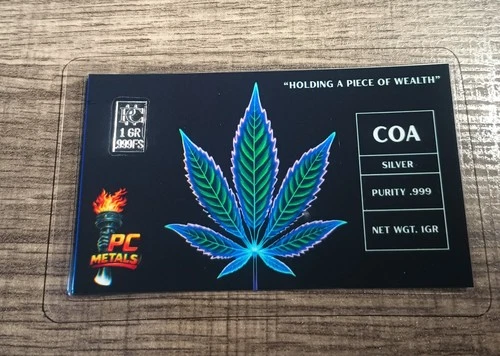 “HOLDING A PIECE OF WEALTH”
1 GR
.999FS
COA
SILVER
PURITY .999
NET WGT. 1GR
PC
METALS